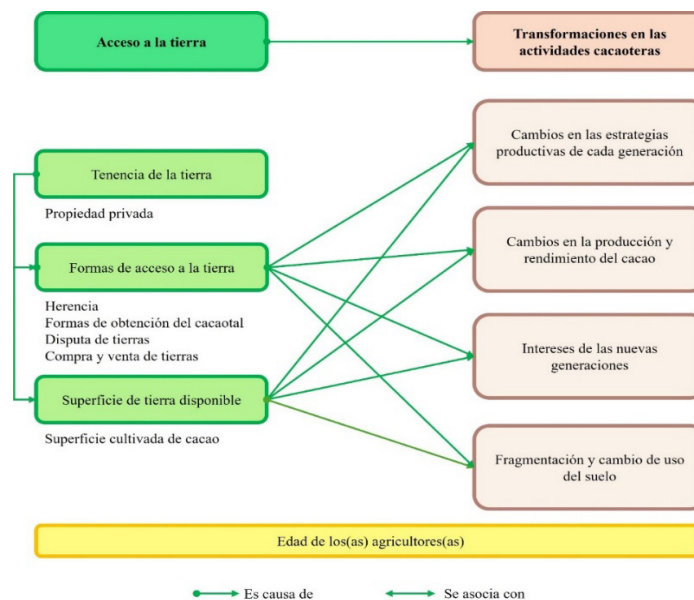 Acceso a la tierra
Transformaciones en las
actividades cacaoteras
Tenencia de la tierra
Propiedad privada
Formas de acceso a la tierra
Herencia
Formas de obtención del cacaotal
Disputa de tierras
Compra y venta de tierras
Superficie de tierra disponible
Superficie cultivada de cacao
Cambios en las estrategias
productivas de cada generación
Cambios en la producción y
rendimiento del cacao
Intereses de las nuevas
generaciones
Fragmentación y cambio de uso
del suelo
Edad de los(as) agricultores(as)
Es causa de
Se asocia con